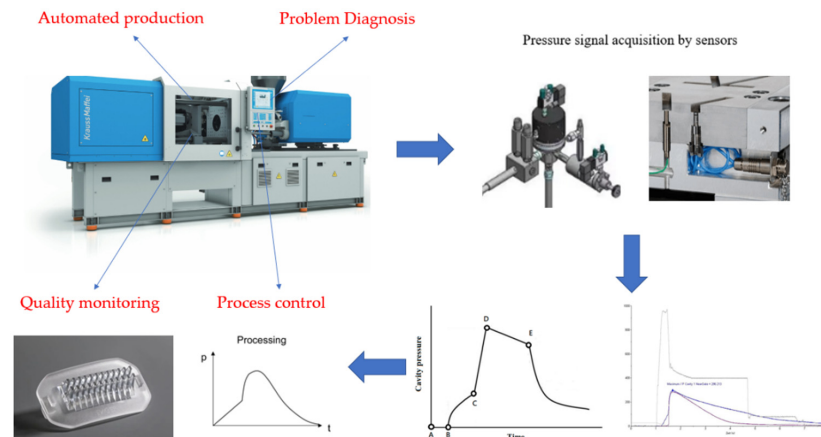 Automated production
Problem Diagnosis
Pressure signal acquisition by sensors
KraussMaffei
Quality monitoring
Process control
Processing
p
t
Cavity pressure
A
B
C
D
E
Time